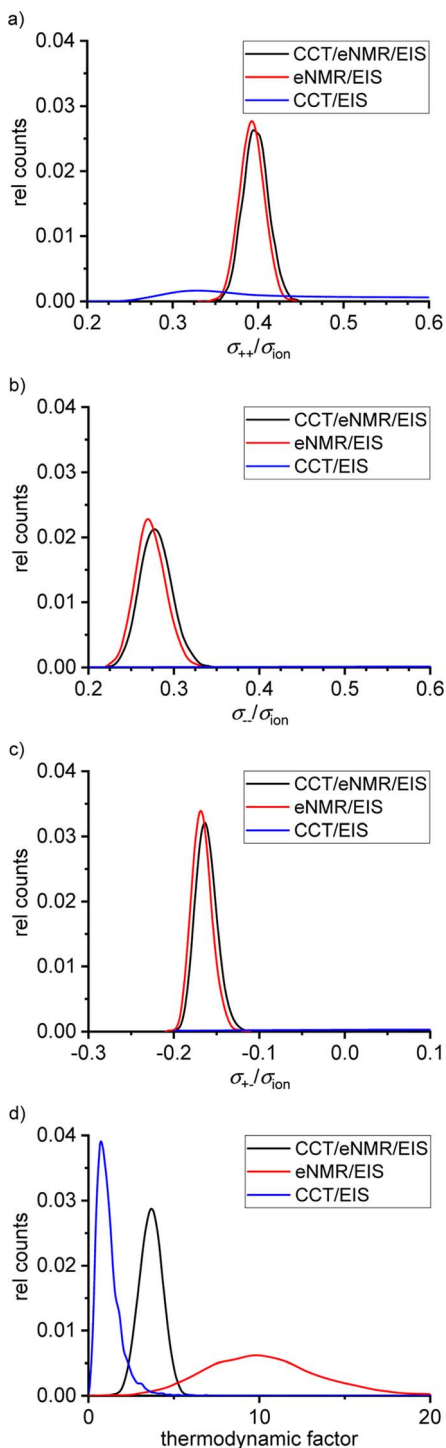 a)
CCT/eNMR/EIS
eNMR/EIS
CCT/EIS
rel counts
0.04
0.03
0.02
0.01
0.00
0.2 0.3 0.4 0.5 0.6
σ++/σion
b)
CCT/eNMR/EIS
eNMR/EIS
CCT/EIS
rel counts
0.04
0.03
0.02
0.01
0.00
0.2 0.3 0.4 0.5 0.6
σ--/σion
c)
CCT/eNMR/EIS
eNMR/EIS
CCT/EIS
rel counts
0.04
0.03
0.02
0.01
0.00
-0.3 -0.2 -0.1 0.0 0.1
σ+-/σion
d)
CCT/eNMR/EIS
eNMR/EIS
CCT/EIS
rel counts
0.04
0.03
0.02
0.01
0.00
0 10 20
thermodynamic factor